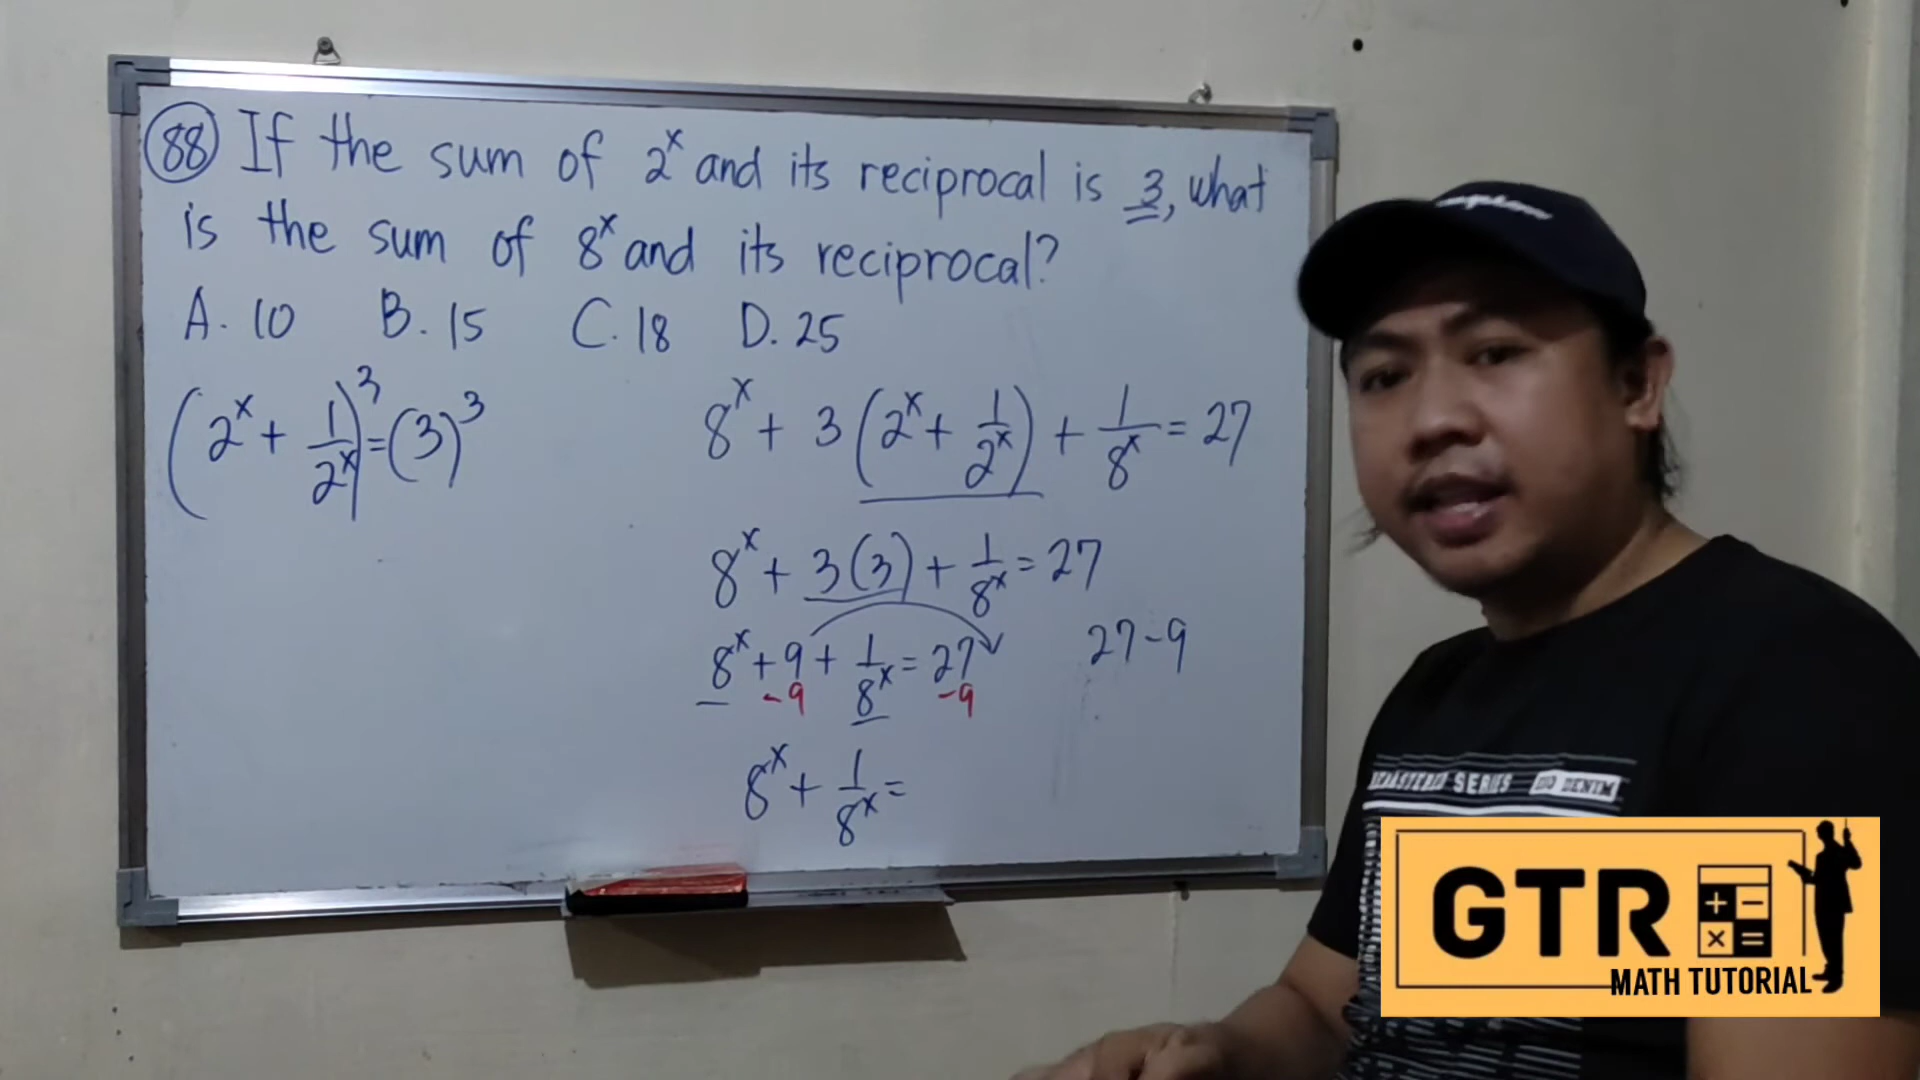 88 If the sum of 2^x and its reciprocal is 3, what
is the sum of 8^x and its reciprocal?
A. 10 B. 15 C. 18 D. 25
(2^x + 1/2^x)^3 = (3)^3
8^x + 3(2^x + 1/2^x) + 1/8^x = 27
8^x + 3(3) + 1/8^x = 27
8^x + 9 + 1/8^x = 27
-9 -9
27-9
8^x + 1/8^x =
SERIES
DENIM
GTR
+ −
× =
MATH TUTORIAL